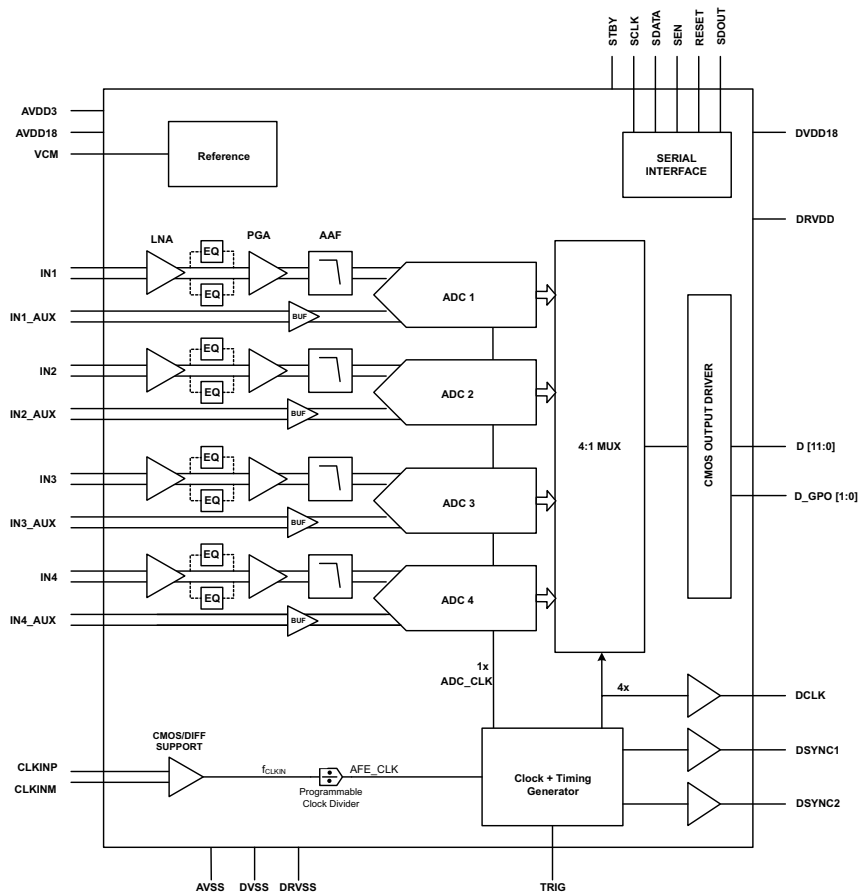 STBY
SCLK
SDATA
SEN
RESET
SDOUT
AVDD3
AVDD18
VCM
Reference
SERIAL
INTERFACE
DVDD18
DRVDD
LNA
EQ
PGA
AAF
IN1
EQ
ADC 1
IN1_AUX
BUF
EQ
IN2
EQ
ADC 2
IN2_AUX
BUF
4:1 MUX
CMOS OUTPUT DRIVER
D [11:0]
D_GPO [1:0]
EQ
IN3
EQ
ADC 3
IN3_AUX
BUF
EQ
IN4
EQ
ADC 4
IN4_AUX
BUF
1x
ADC_CLK
4x
DCLK
CMOS/DIFF
SUPPORT
CLKINP
CLKINM
fCLKIN
AFE_CLK
Programmable
Clock Divider
Clock + Timing
Generator
DSYNC1
DSYNC2
AVSS
DVSS
DRVSS
TRIG